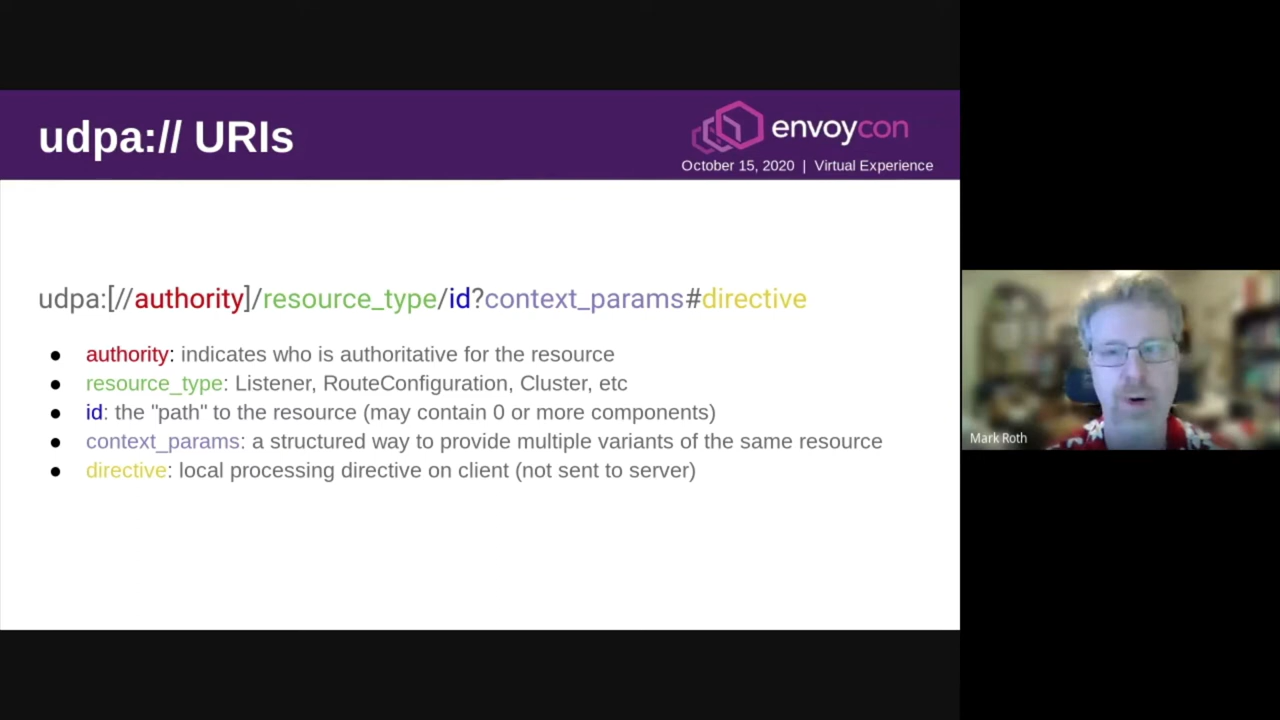 udpa:// URIs
envoycon
October 15, 2020 | Virtual Experience
udpa:[//authority]/resource_type/id?context_params#directive
● authority: indicates who is authoritative for the resource
● resource_type: Listener, RouteConfiguration, Cluster, etc
● id: the "path" to the resource (may contain 0 or more components)
● context_params: a structured way to provide multiple variants of the same resource
● directive: local processing directive on client (not sent to server)
Mark Roth